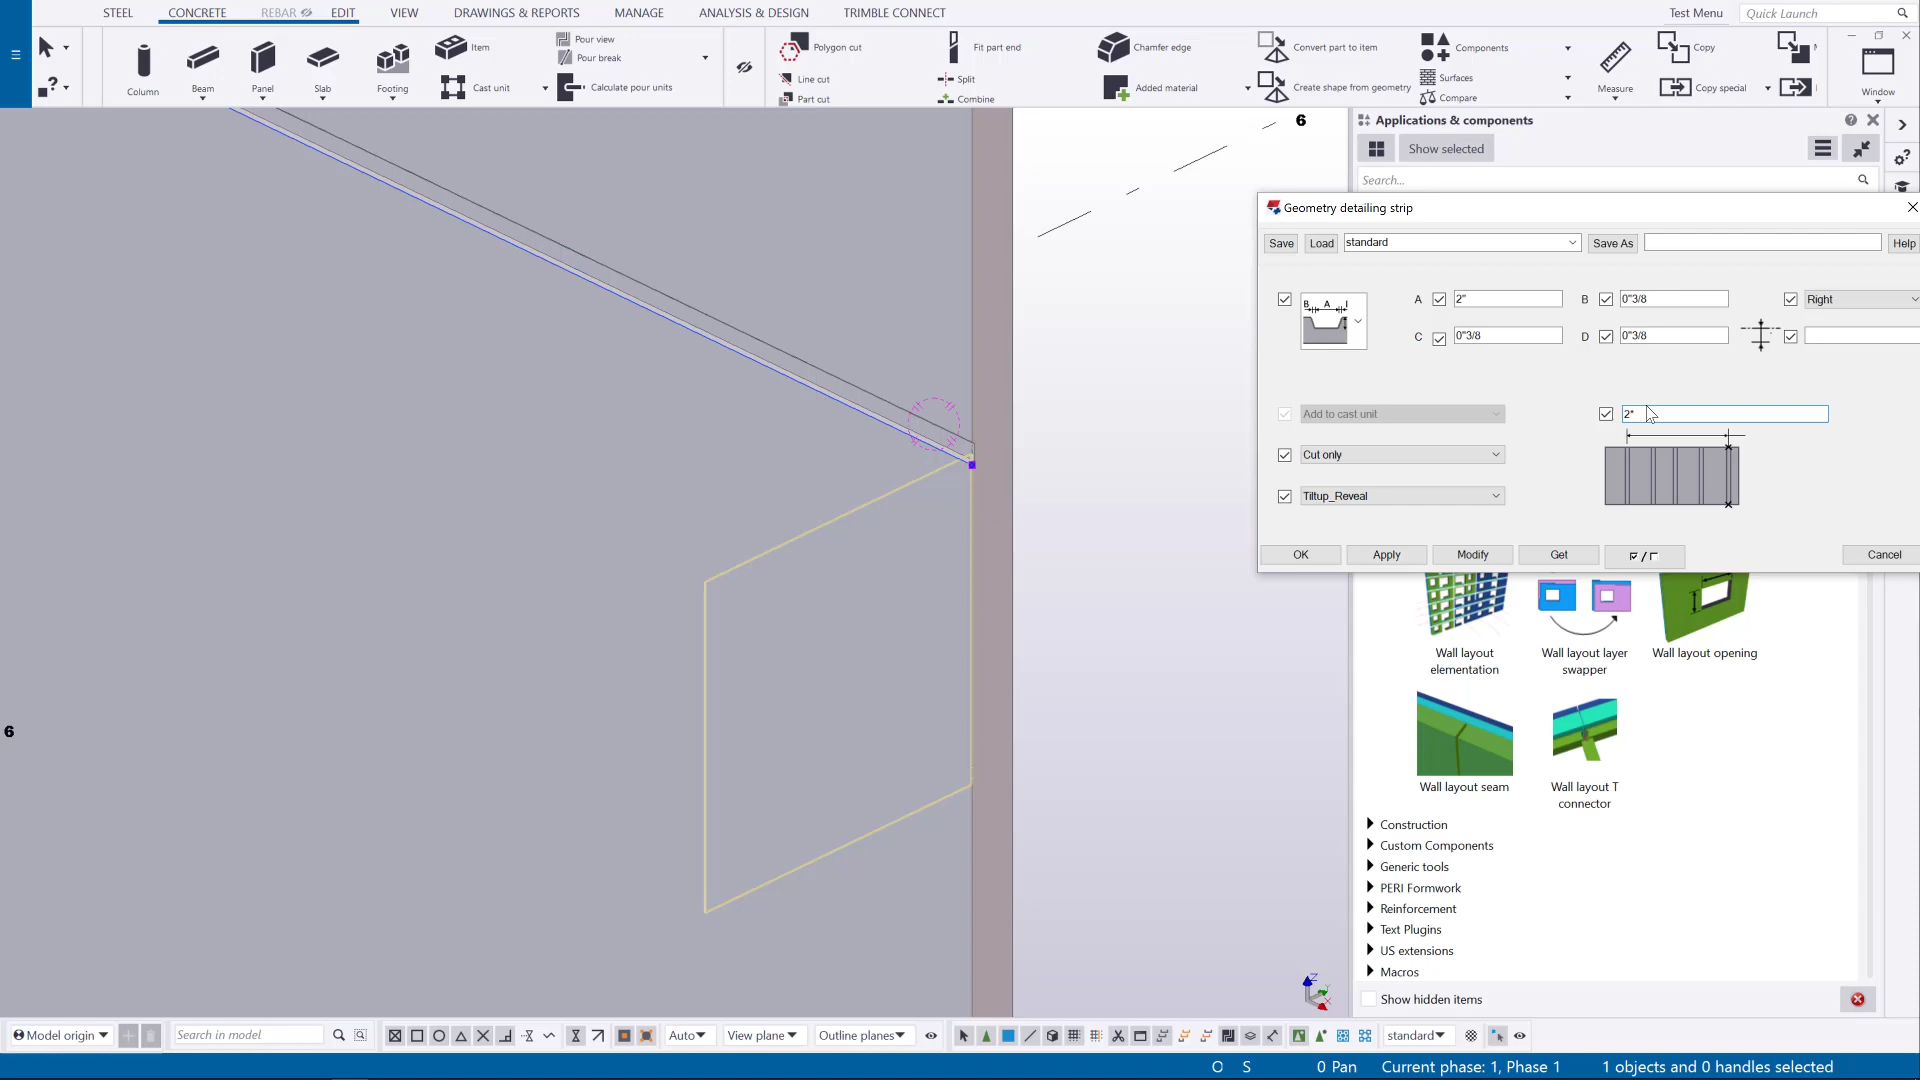 STEEL CONCRETE REBAR EDIT VIEW DRAWINGS & REPORTS MANAGE ANALYSIS & DESIGN TRIMBLE CONNECT Test Menu Quick Launch
Column Beam Panel Slab Footing Item Cast unit Pour view Pour break Calculate pour units
Polygon cut Line cut Part cut Fit part end Split Combine Chamfer edge Added material
Convert part to item Create shape from geometry Components Surfaces Compare Measure Copy Copy special Window
6
6
Applications & components
Show selected
Search...
Geometry detailing strip
Save Load standard Save As Help
B A
A 2" B 0"3/8 Right
C 0"3/8 D 0"3/8
Add to cast unit 2*
Cut only
Tiltup_Reveal
OK Apply Modify Get / Cancel
Wall layout elementation
Wall layout layer swapper
Wall layout opening
Wall layout seam
Wall layout T connector
Construction
Custom Components
Generic tools
PERI Formwork
Reinforcement
Text Plugins
US extensions
Macros
Show hidden items
Z
Model origin Search in model Auto View plane Outline planes standard
O S 0 Pan Current phase: 1, Phase 1 1 objects and 0 handles selected